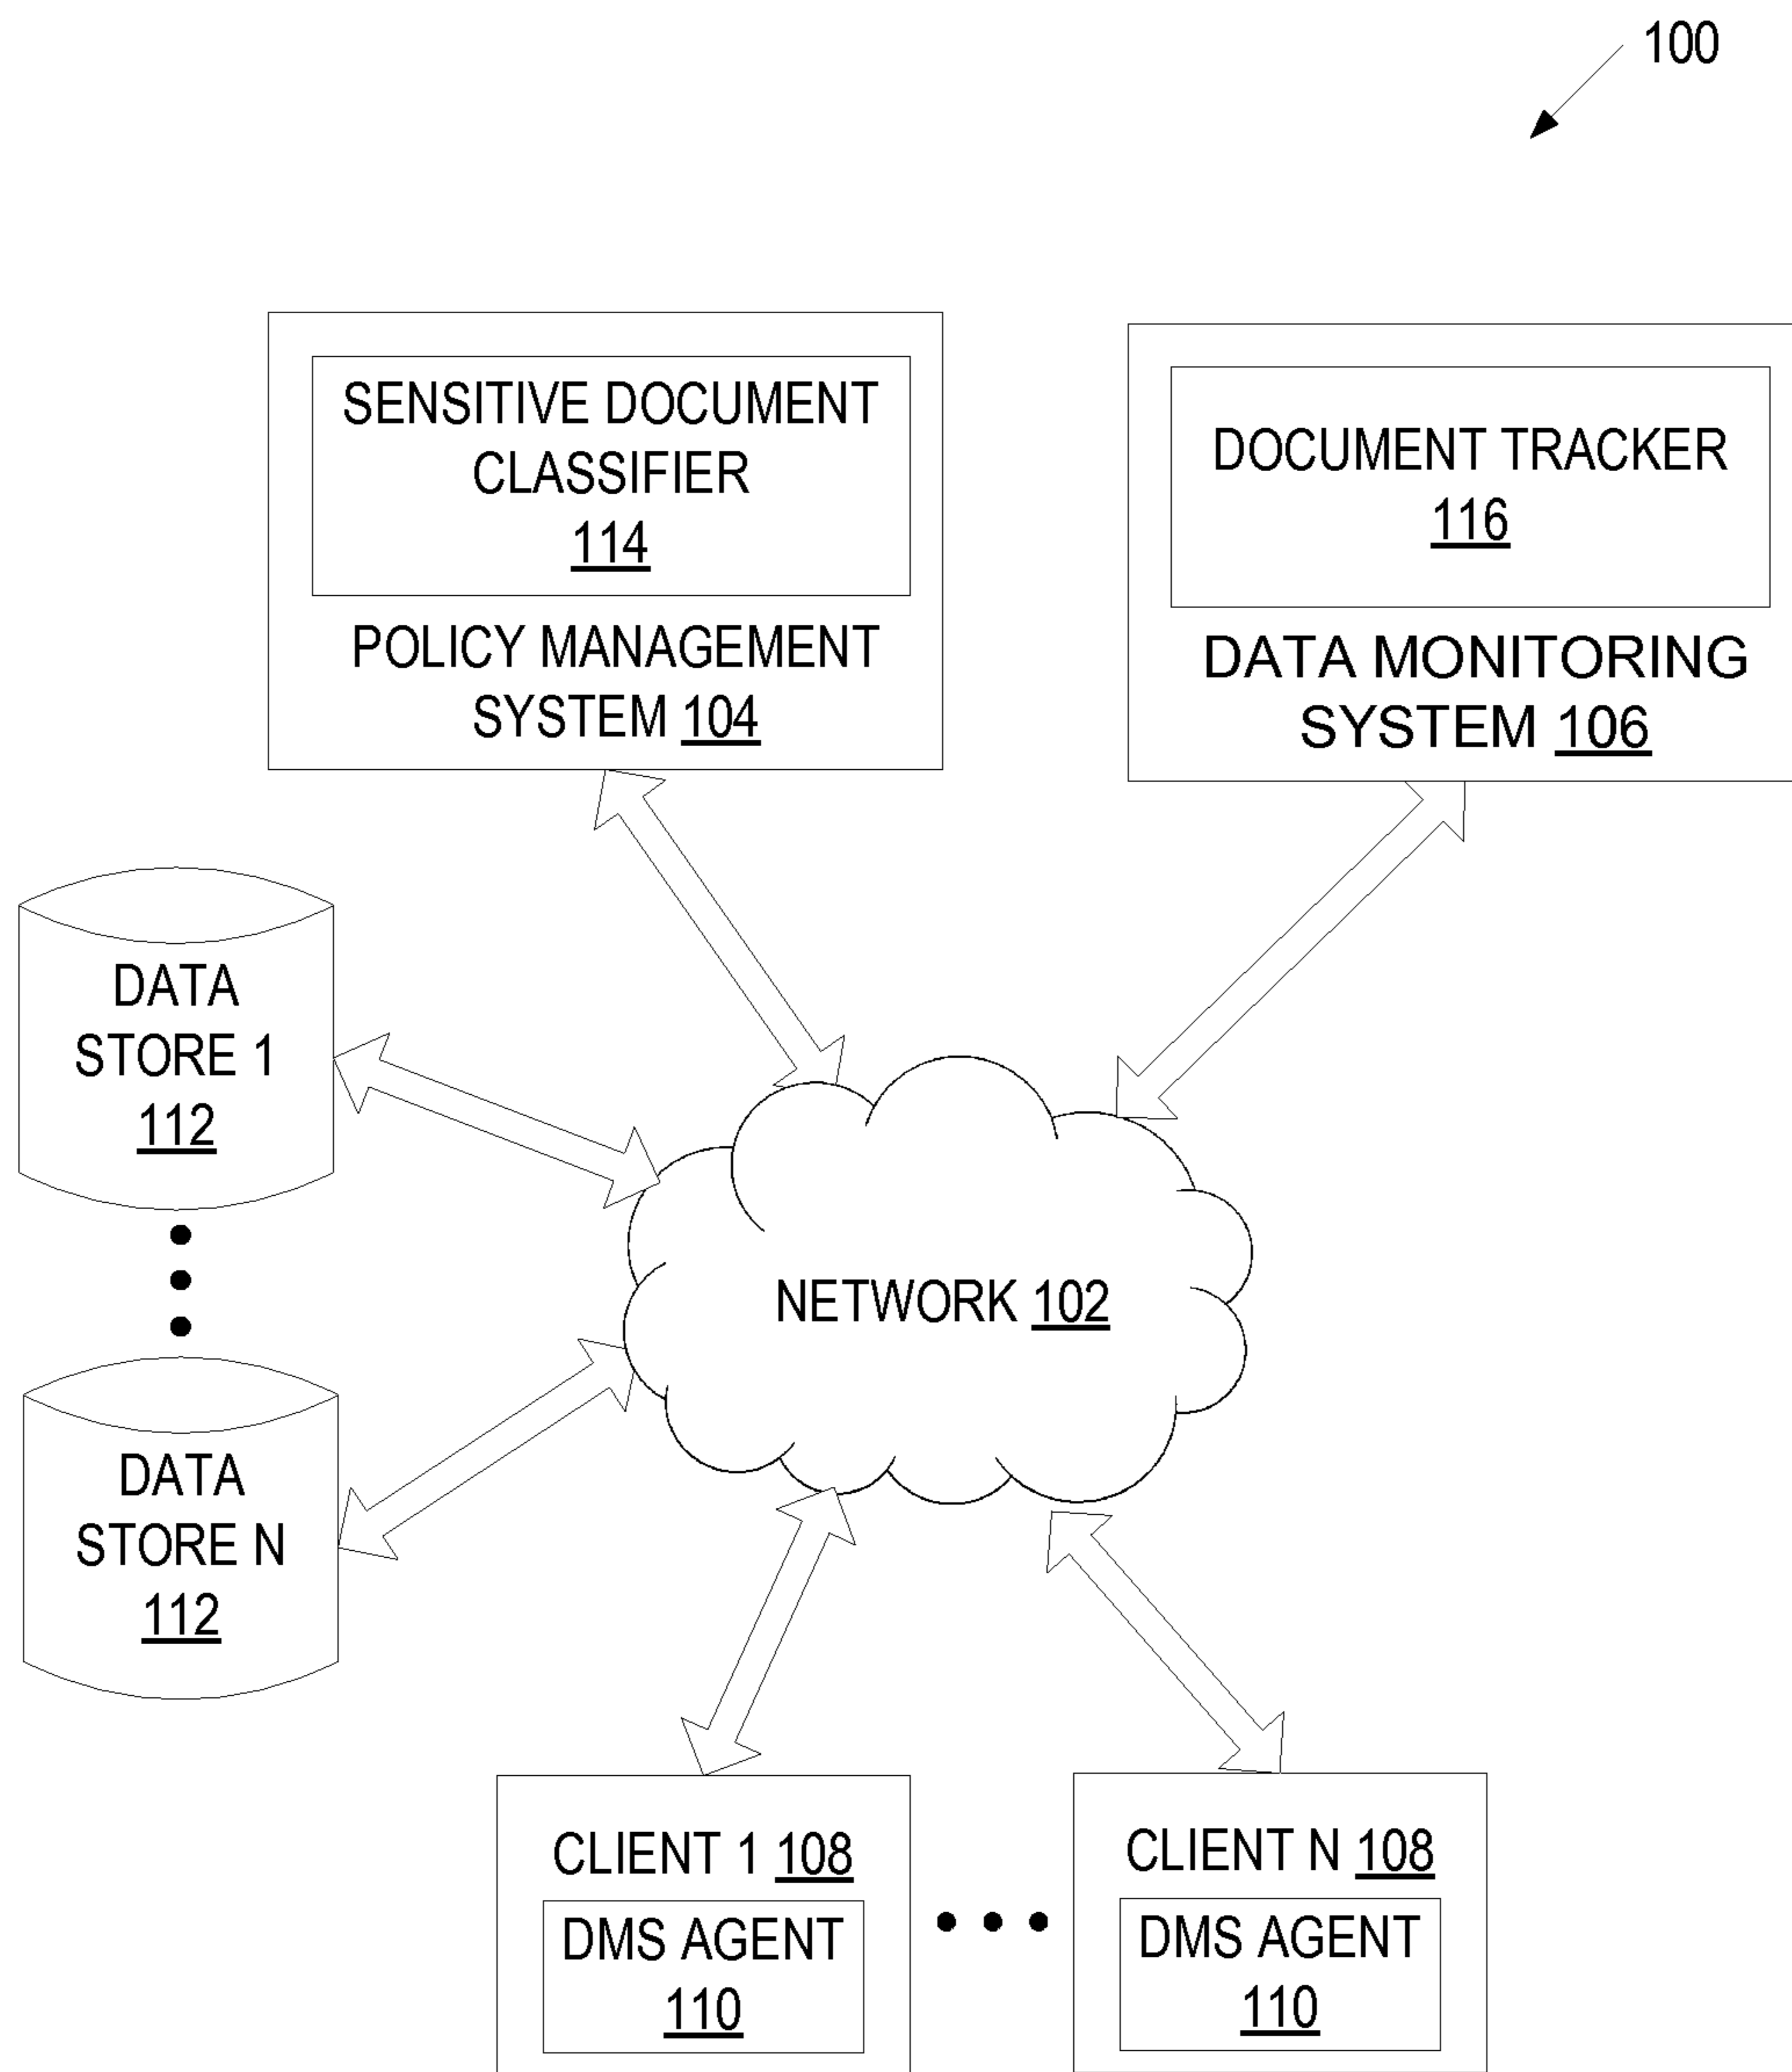 100
SENSITIVE DOCUMENT
CLASSIFIER
114
POLICY MANAGEMENT
SYSTEM 104
DOCUMENT TRACKER
116
DATA MONITORING
SYSTEM 106
DATA
STORE 1
112
NETWORK 102
DATA
STORE N
112
CLIENT 1 108
DMS AGENT
110
CLIENT N 108
DMS AGENT
110